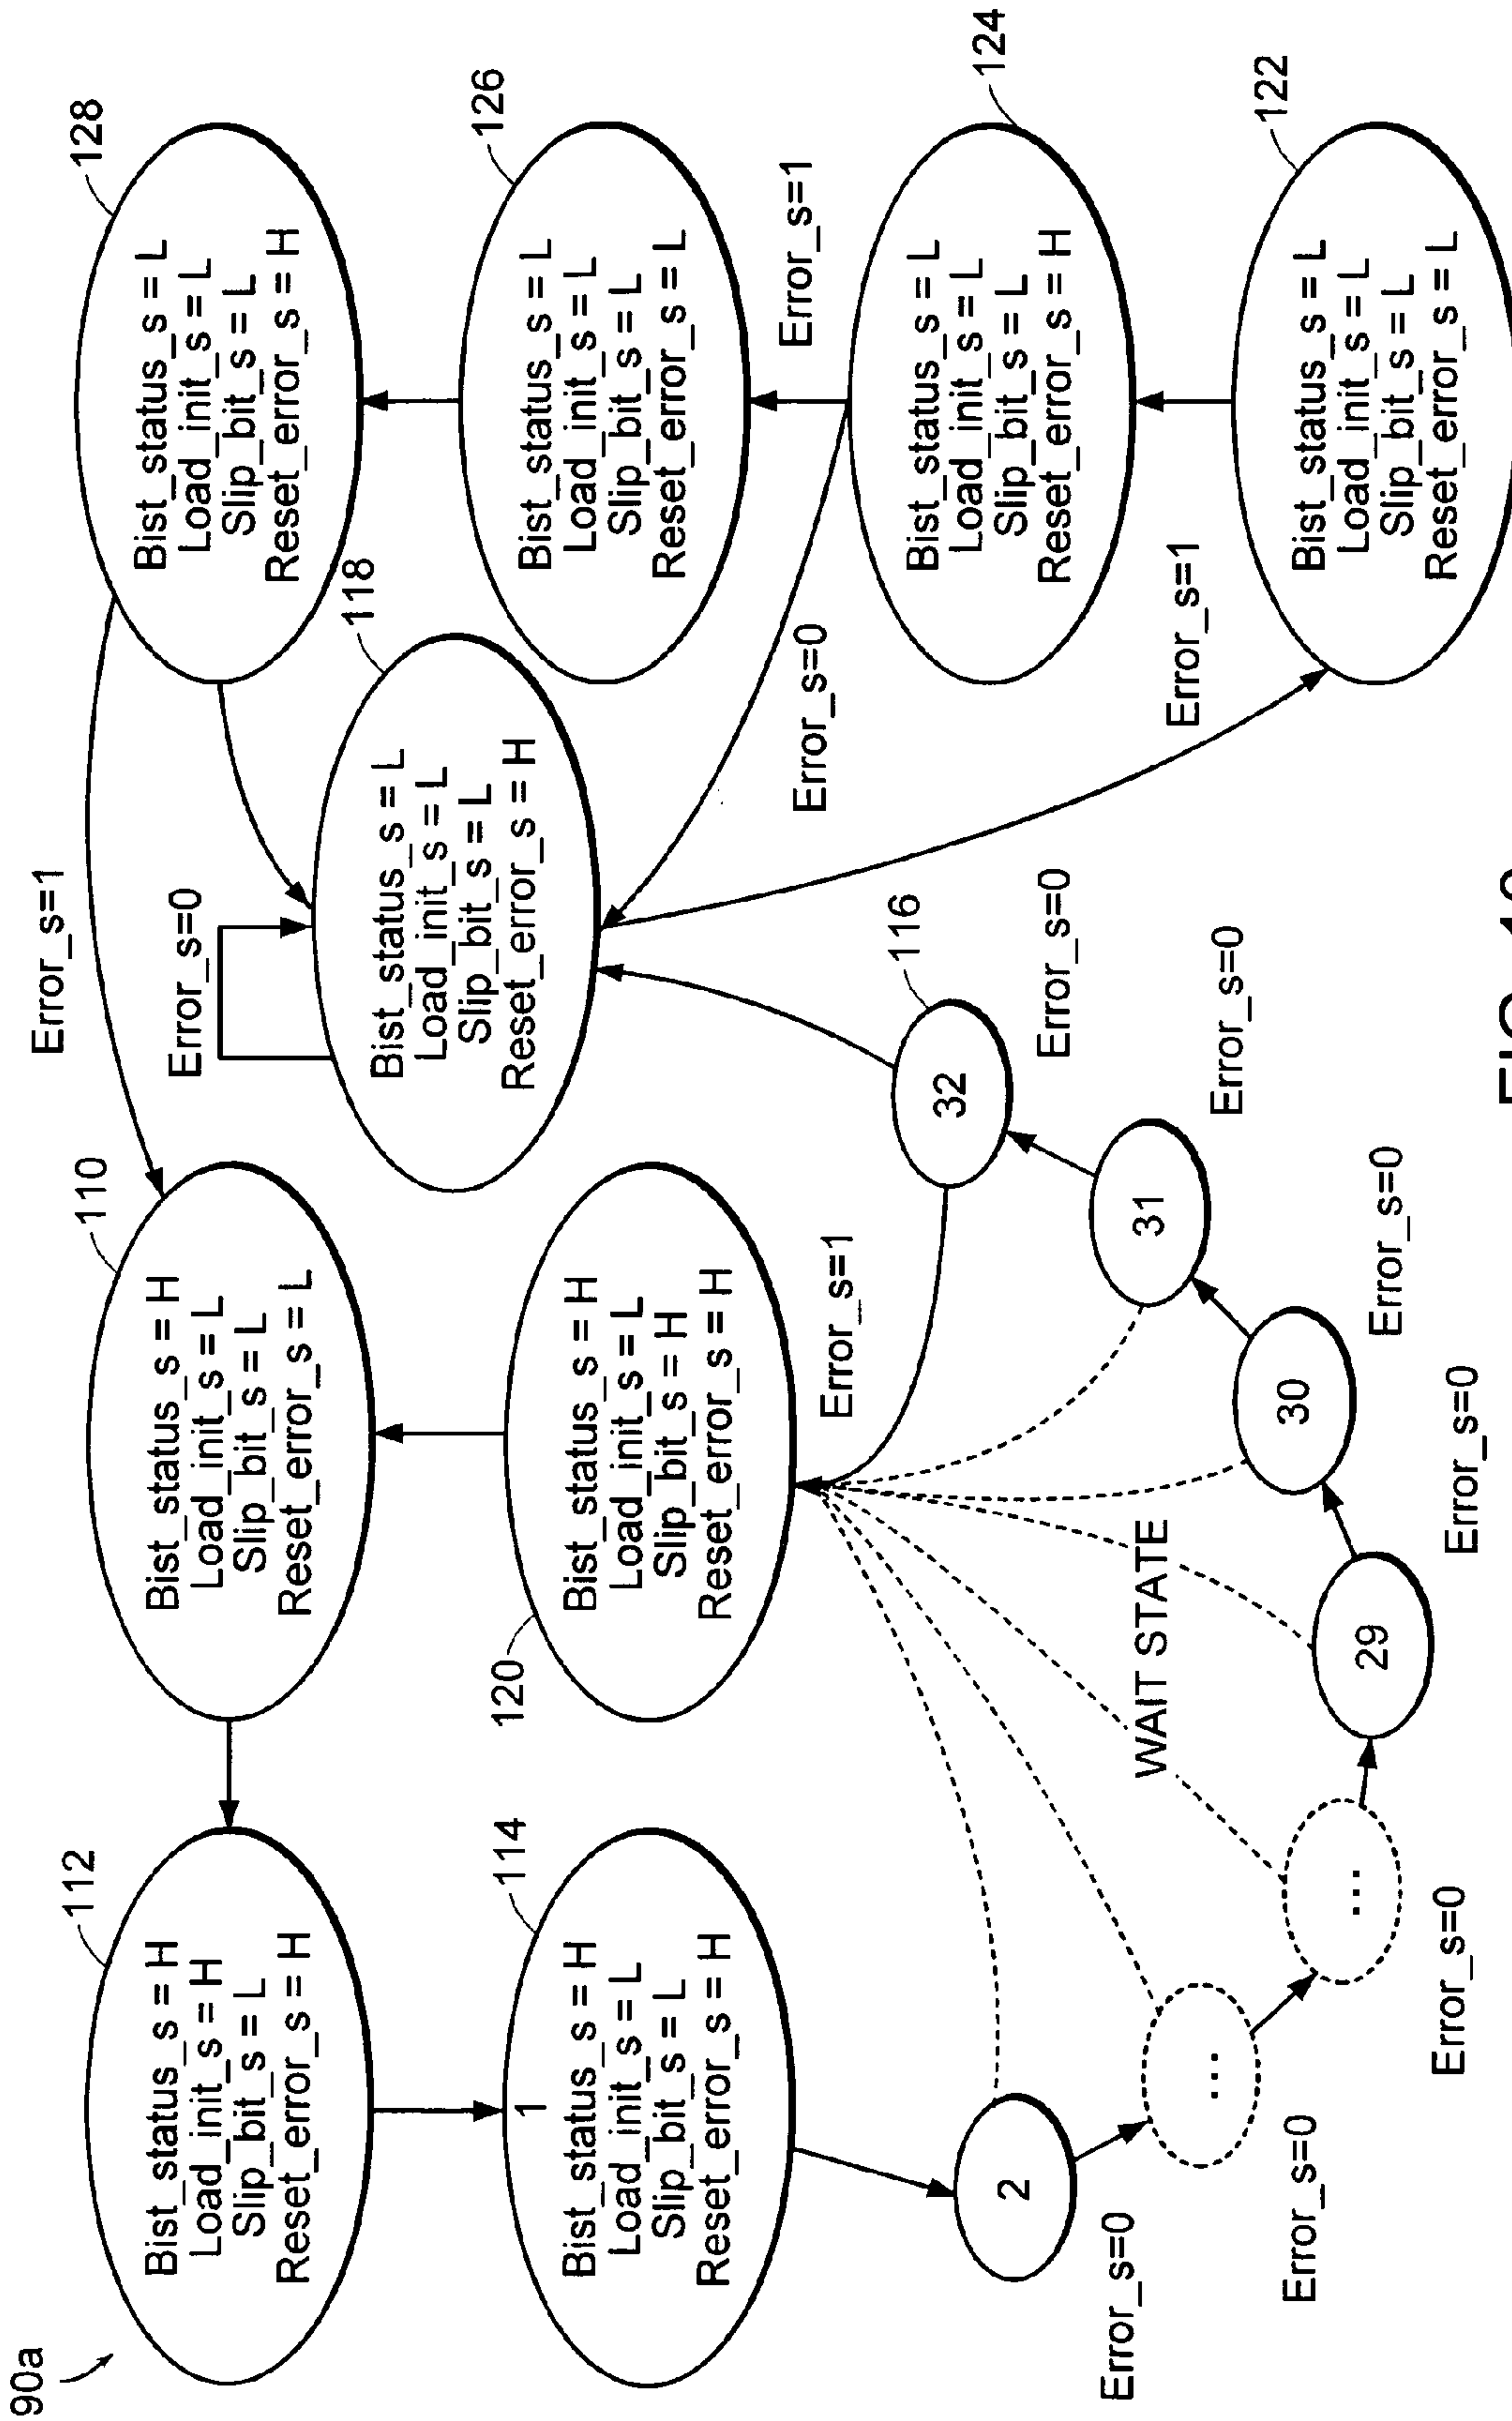 90a
112
Bist_status_s = H
Load_init_s = H
Slip_bit_s = L
Reset_error_s = H
110
Bist_status_s = H
Load_init_s = L
Slip_bit_s = L
Reset_error_s = L
Error_s=1
128
Bist_status_s = L
Load_init_s = L
Slip_bit_s = L
Reset_error_s = H
Error_s=0
118
Bist_status_s = L
Load_init_s = L
Slip_bit_s = L
Reset_error_s = H
114
1
Bist_status_s = H
Load_init_s = L
Slip_bit_s = L
Reset_error_s = H
120
Bist_status_s = H
Load_init_s = L
Slip_bit_s = H
Reset_error_s = H
126
Bist_status_s = L
Load_init_s = L
Slip_bit_s = L
Reset_error_s = L
Error_s=1
Error_s=0
Error_s=1
124
Bist_status_s = L
Load_init_s = L
Slip_bit_s = L
Reset_error_s = H
116
32
Error_s=0
2
Error_s=0
WAIT STATE
31
Error_s=0
Error_s=1
...
Error_s=0
30
Error_s=0
122
Bist_status_s = L
Load_init_s = L
Slip_bit_s = L
Reset_error_s = L
...
Error_s=0
29
Error_s=0